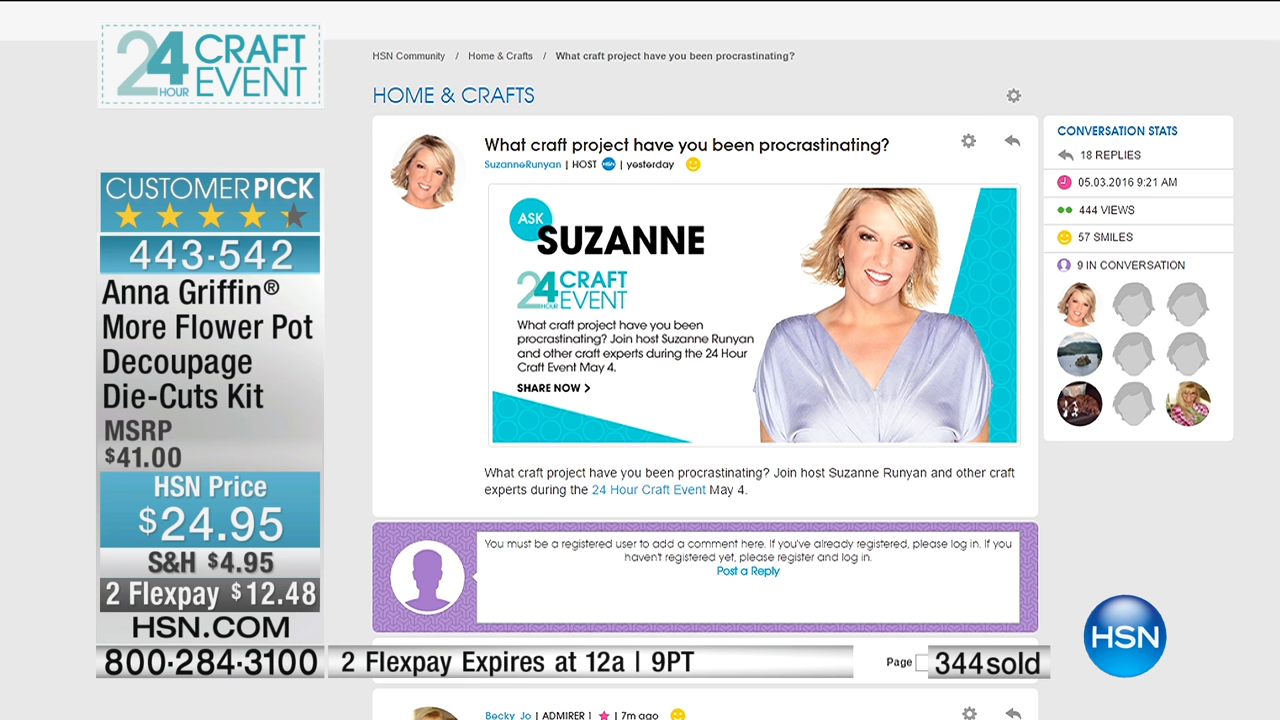 24 HOUR CRAFT EVENT
HSN Community / Home & Crafts / What craft project have you been procrastinating?
HOME & CRAFTS
What craft project have you been procrastinating?
SuzanneRunyan | HOST HSN | yesterday
ASK
SUZANNE
24 HOUR CRAFT EVENT
What craft project have you been
procrastinating? Join host Suzanne Runyan
and other craft experts during the 24 Hour
Craft Event May 4.
SHARE NOW >
What craft project have you been procrastinating? Join host Suzanne Runyan and other craft
experts during the 24 Hour Craft Event May 4.
You must be a registered user to add a comment here. If you've already registered, please log in. If you
haven't registered yet, please register and log in.
Post a Reply
Page
Becky_Jo | ADMIRER 1 | 7m ago
CONVERSATION STATS
18 REPLIES
05.03.2016 9:21 AM
444 VIEWS
57 SMILES
9 IN CONVERSATION
CUSTOMER PICK
443-542
Anna Griffin®
More Flower Pot
Decoupage
Die-Cuts Kit
MSRP
$41.00
HSN Price
$24.95
S&H $4.95
2 Flexpay $12.48
HSN.COM
800-284-3100
2 Flexpay Expires at 12a | 9PT
344 sold
HSN